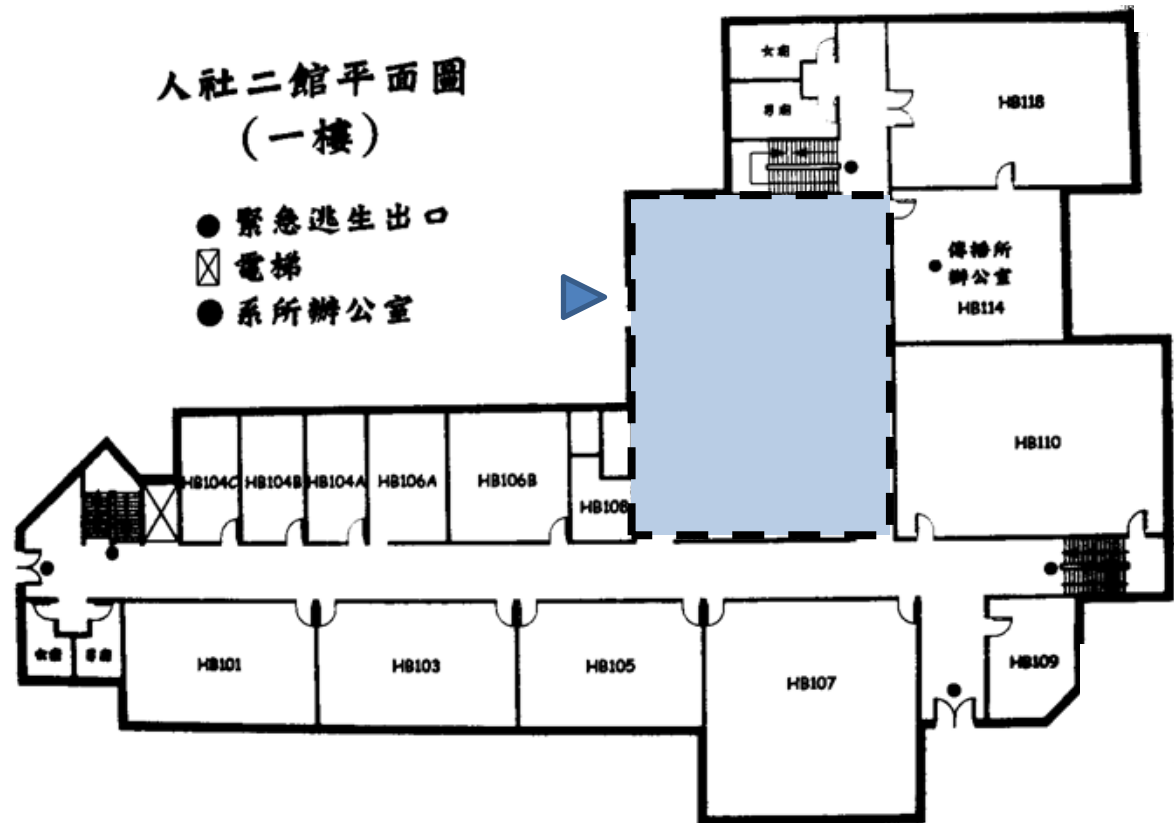 人社二館平面圖
(一樓)
緊急逃生出口
電梯
系所辦公室
女廁
男廁
HB118
傳播所
辦公室
HB114
HB110
HB104C
HB104B
HB104A
HB106A
HB106B
HB108
女廁
男廁
HB101
HB103
HB105
HB107
HB109